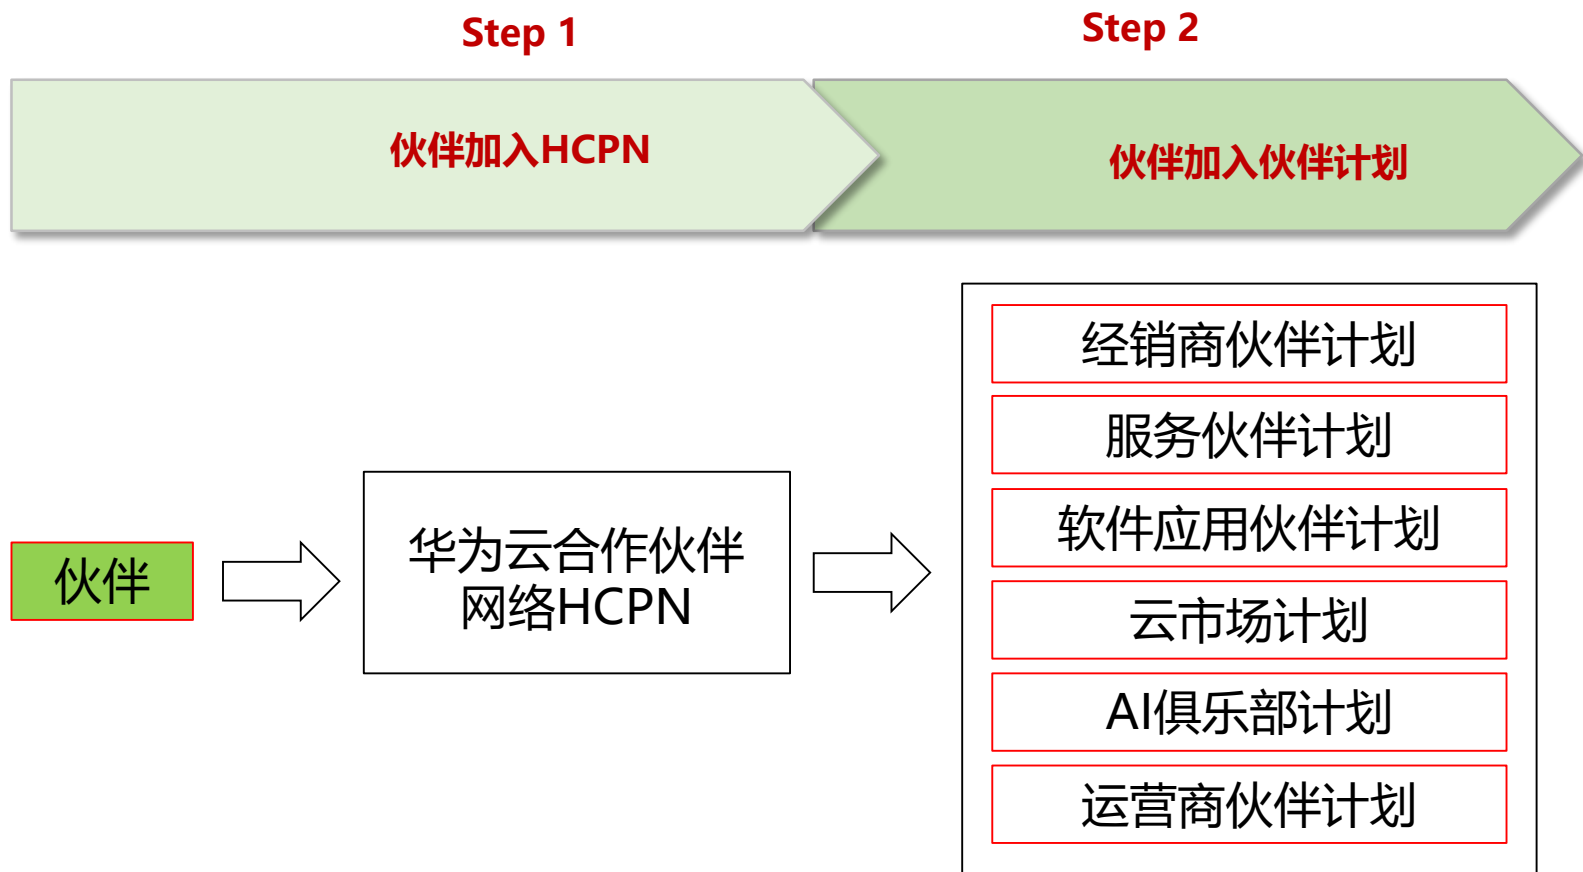 Step 1
Step 2
伙伴加入HCPN
伙伴加入伙伴计划
伙伴
华为云合作伙伴
网络HCPN
经销商伙伴计划
服务伙伴计划
软件应用伙伴计划
云市场计划
AI俱乐部计划
运营商伙伴计划